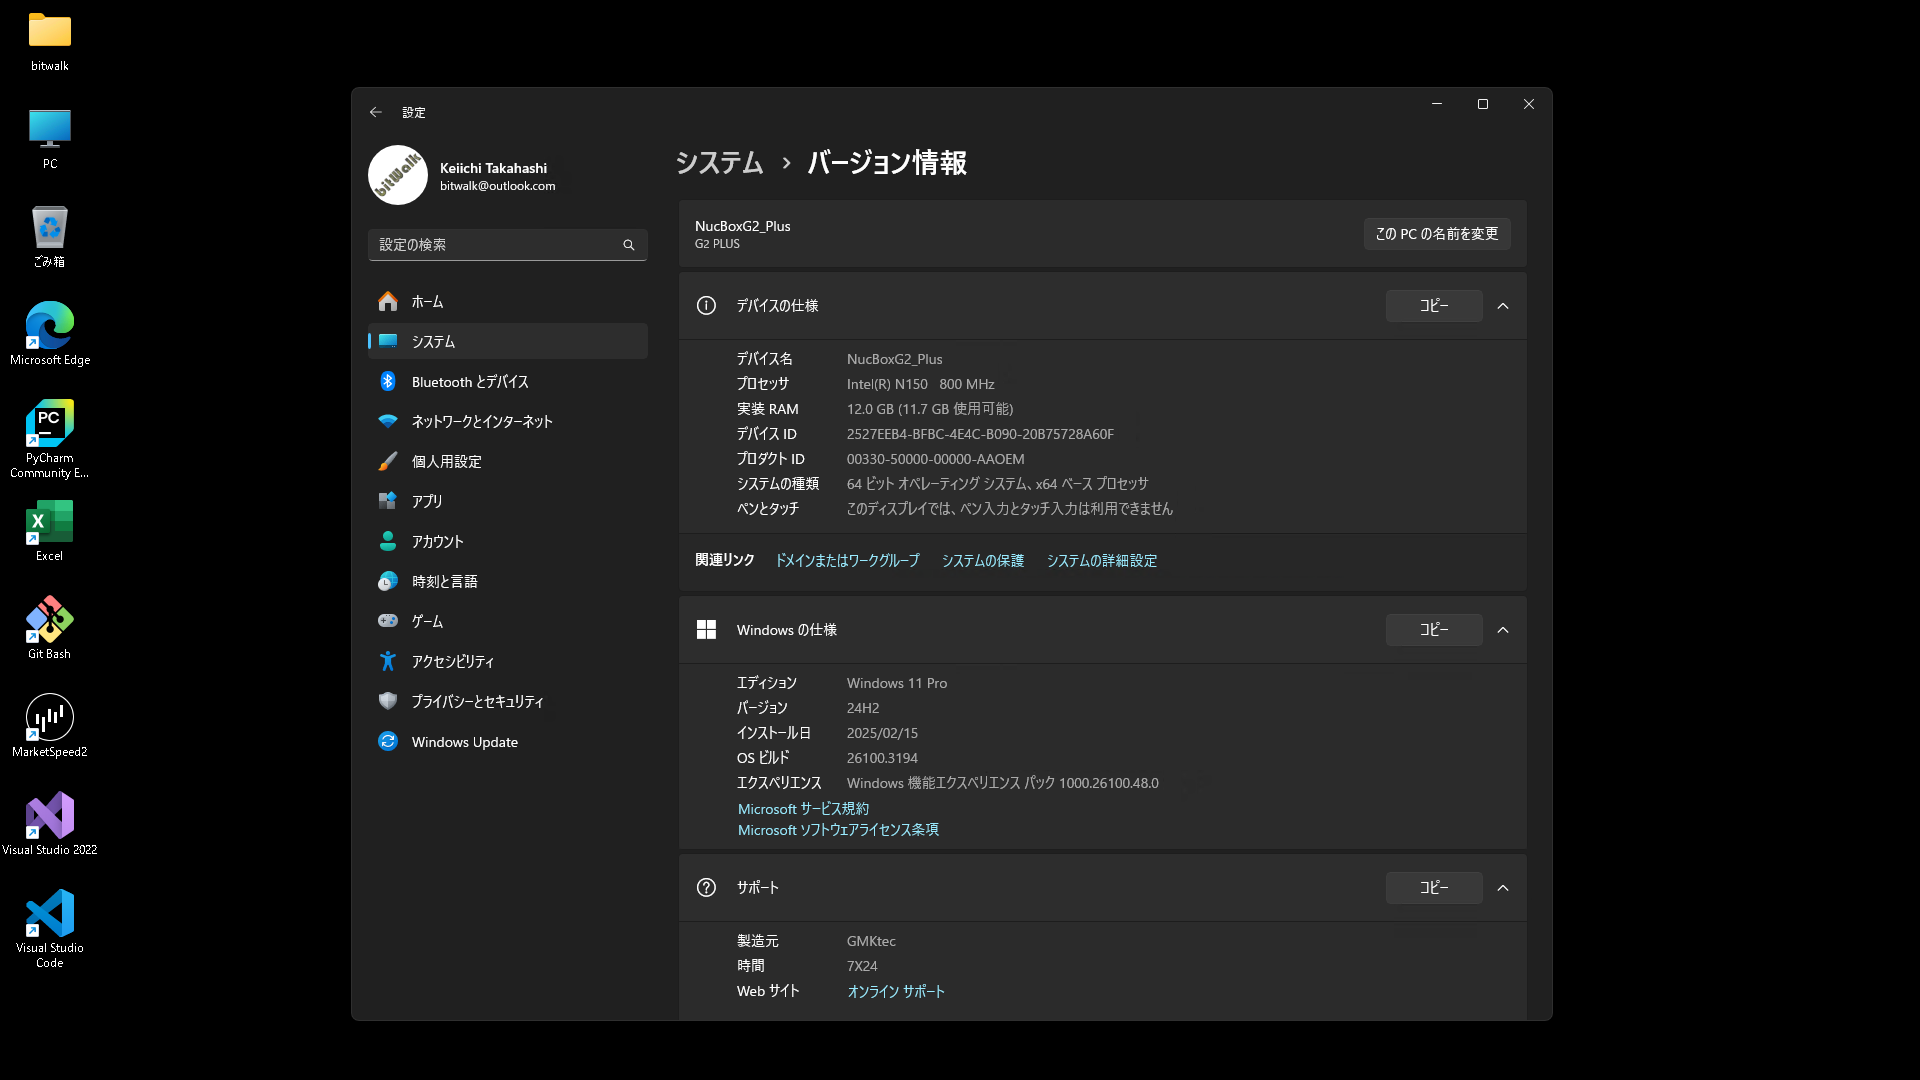 bitwalk
PC
ごみ箱
Microsoft Edge
PC
PyCharm
Community E...
Excel
Git Bash
MarketSpeed2
Visual Studio 2022
Visual Studio
Code
設定
bitwalk
Keiichi Takahashi
bitwalk@outlook.com
設定の検索
ホーム
システム
Bluetooth とデバイス
ネットワークとインターネット
個人用設定
アプリ
アカウント
時刻と言語
ゲーム
アクセシビリティ
プライバシーとセキュリティ
Windows Update
システム › バージョン情報
NucBoxG2_Plus
G2 PLUS
この PC の名前を変更
デバイスの仕様 コピー
デバイス名 NucBoxG2_Plus
プロセッサ Intel(R) N150 800 MHz
実装 RAM 12.0 GB (11.7 GB 使用可能)
デバイス ID 2527EEB4-BFBC-4E4C-B090-20B75728A60F
プロダクト ID 00330-50000-00000-AAOEM
システムの種類 64 ビット オペレーティング システム、x64 ベース プロセッサ
ペンとタッチ このディスプレイでは、ペン入力とタッチ入力は利用できません
関連リンク ドメインまたはワークグループ システムの保護 システムの詳細設定
Windows の仕様 コピー
エディション Windows 11 Pro
バージョン 24H2
インストール日 2025/02/15
OS ビルド 26100.3194
エクスペリエンス Windows 機能エクスペリエンス パック 1000.26100.48.0
Microsoft サービス規約
Microsoft ソフトウェアライセンス条項
サポート コピー
製造元 GMKtec
時間 7X24
Web サイト オンライン サポート